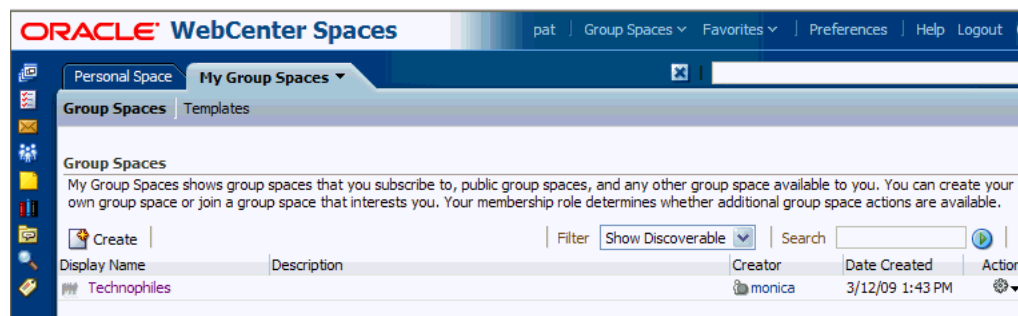 ORACLE WebCenter Spaces
pat Group Spaces Favorites Preferences Help Logout
Personal Space My Group Spaces
Group Spaces Templates
Group Spaces
My Group Spaces shows group spaces that you subscribe to, public group spaces, and any other group space available to you. You can create your
own group space or join a group space that interests you. Your membership role determines whether additional group space actions are available.
Create Filter Show Discoverable Search
Display Name Description Creator Date Created Action
Technophiles monica 3/12/09 1:43 PM